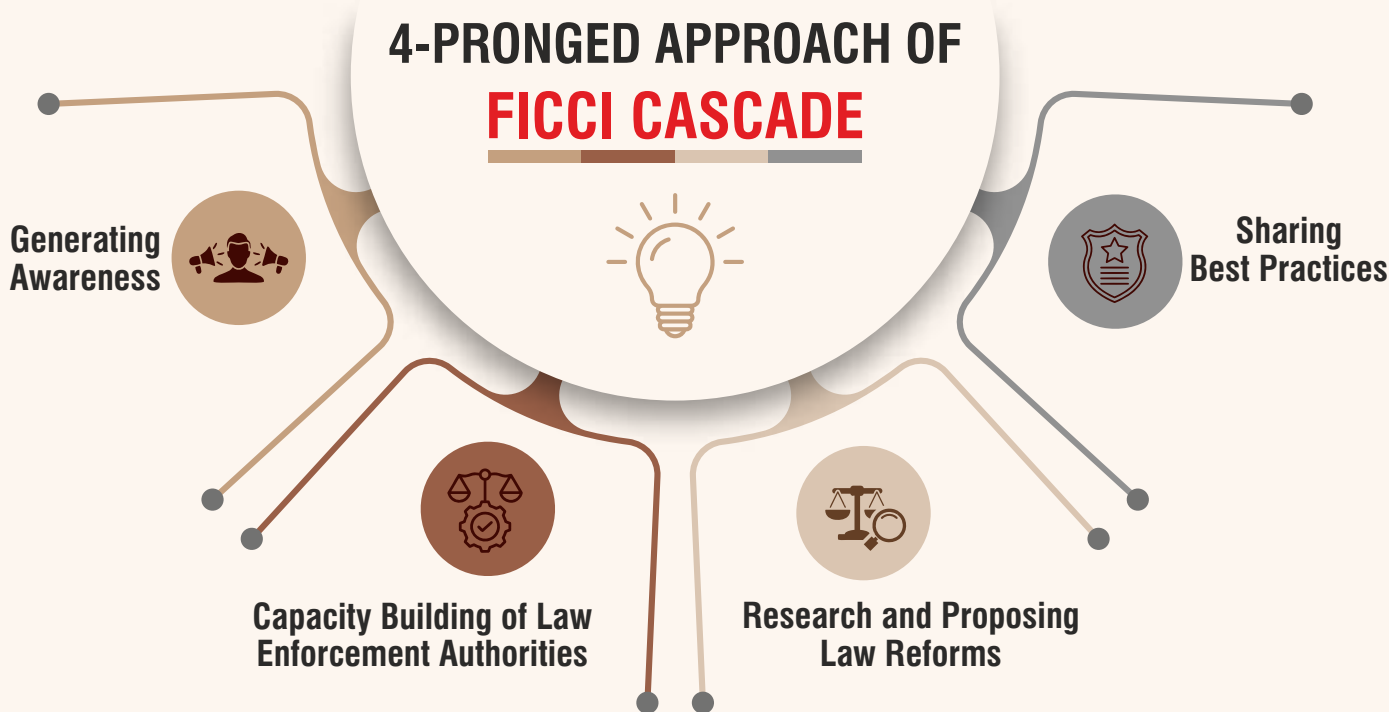 4-PRONGED APPROACH OF
FICCI CASCADE
Generating
Awareness
Capacity Building of Law
Enforcement Authorities
Research and Proposing
Law Reforms
Sharing
Best Practices